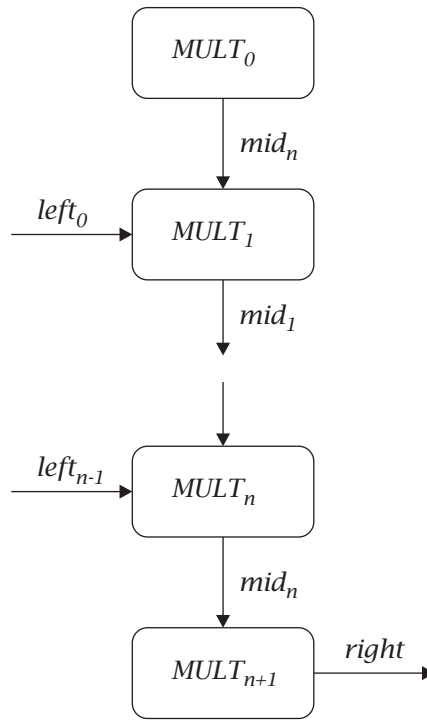 MULT₀
midₙ
left₀
MULT₁
mid₁
leftₙ₋₁
MULTₙ
midₙ
right
MULTₙ₊₁